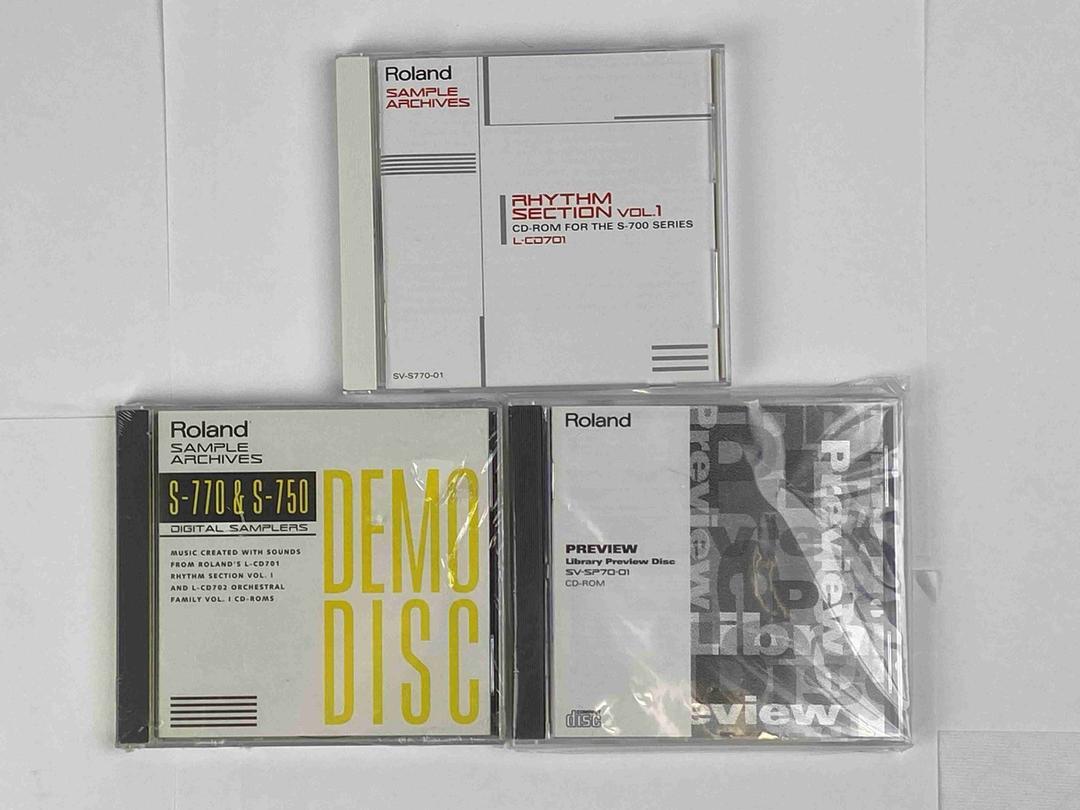 Roland
SAMPLE
ARCHIVES
RHYTHM
SECTION VOL.1
CD-ROM FOR THE S-700 SERIES
L-CD701
SV-S770-01
Roland
SAMPLE
ARCHIVES
S-770 & S-750
DIGITAL SAMPLERS
MUSIC CREATED WITH SOUNDS
FROM ROLAND'S L-CD701
RHYTHM SECTION VOL. 1
AND L-CD702 ORCHESTRAL
FAMILY VOL. 1 CD-ROMS
DEMO
DISC
Roland
PREVIEW
Library Preview Disc
SV-SP70-01
CD-ROM
disc
Preview
Preview
Libra
eview